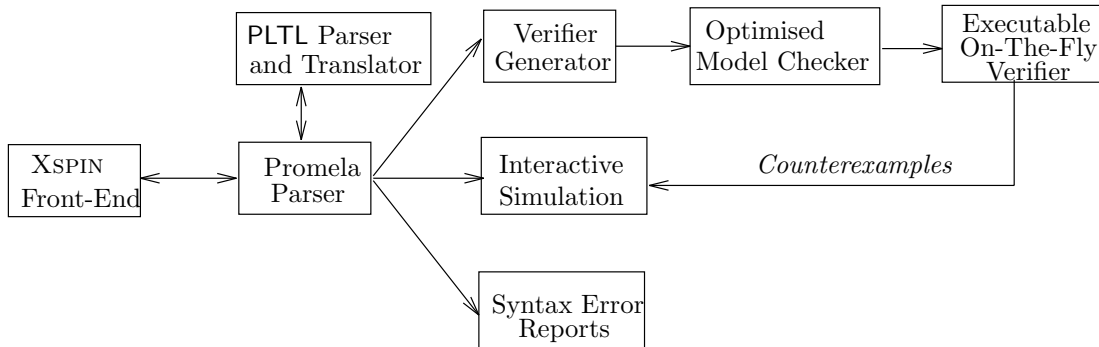 PLTL Parser
and Translator
Verifier
Generator
Optimised
Model Checker
Executable
On-The-Fly
Verifier
XSPIN
Front-End
Promela
Parser
Interactive
Simulation
Counterexamples
Syntax Error
Reports